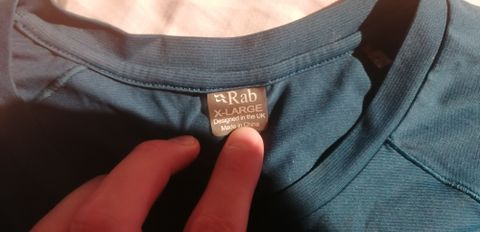 Rab
X-LARGE
Designed in the UK
Made in China